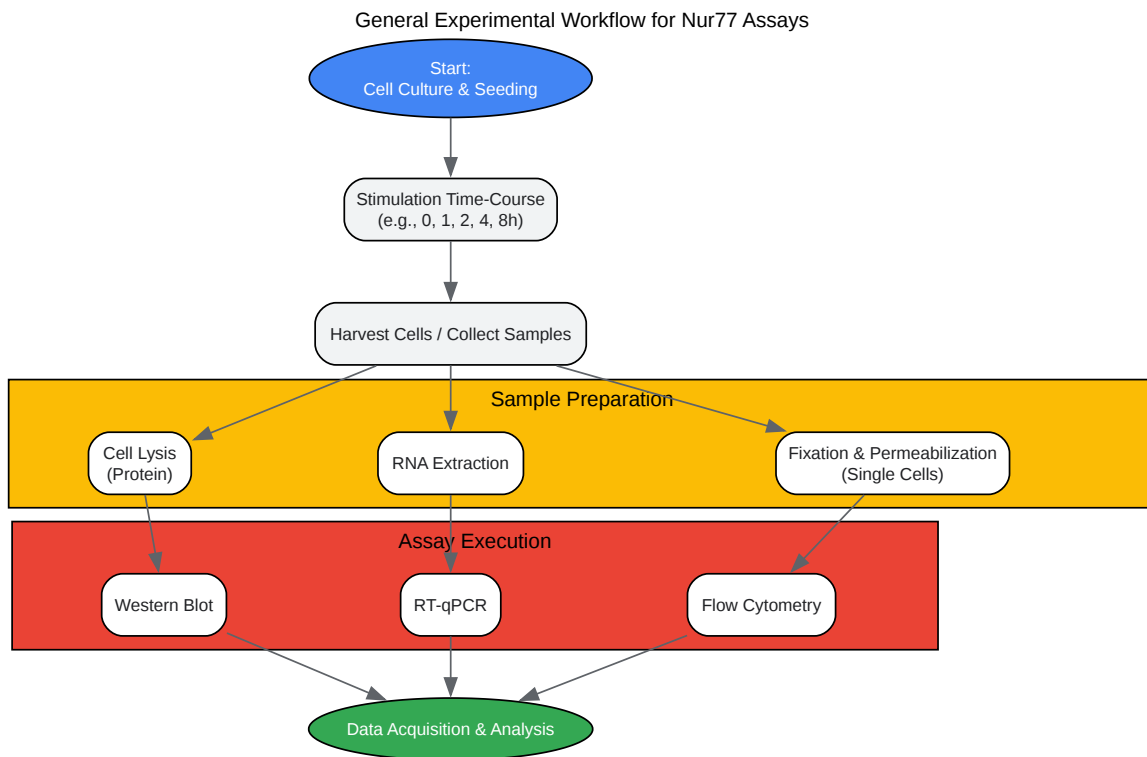 General Experimental Workflow for Nur77 Assays
Start:
Cell Culture & Seeding
Stimulation Time-Course
(e.g., 0, 1, 2, 4, 8h)
Harvest Cells / Collect Samples
Sample Preparation
Cell Lysis
(Protein)
RNA Extraction
Fixation & Permeabilization
(Single Cells)
Assay Execution
Western Blot
RT-qPCR
Flow Cytometry
Data Acquisition & Analysis